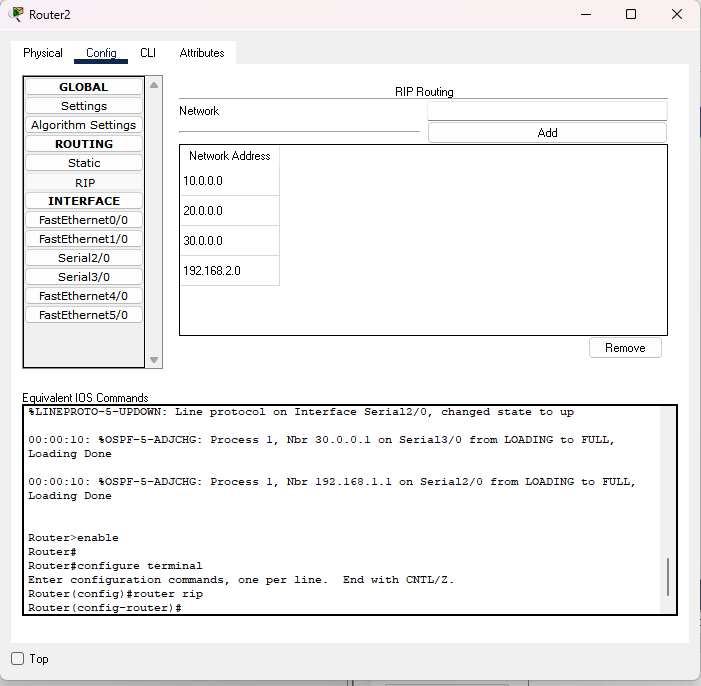 Router2
Physical Config CLI Attributes
GLOBAL
Settings
Algorithm Settings
ROUTING
Static
RIP
INTERFACE
FastEthernet0/0
FastEthernet1/0
Serial2/0
Serial3/0
FastEthernet4/0
FastEthernet5/0
RIP Routing
Network
Add
Network Address
10.0.0.0
20.0.0.0
30.0.0.0
192.168.2.0
Remove
Equivalent IOS Commands
%LINEPROTO-5-UPDOWN: Line protocol on Interface Serial2/0, changed state to up
00:00:10: %OSPF-5-ADJCHG: Process 1, Nbr 30.0.0.1 on Serial3/0 from LOADING to FULL,
Loading Done
00:00:10: %OSPF-5-ADJCHG: Process 1, Nbr 192.168.1.1 on Serial2/0 from LOADING to FULL,
Loading Done
Router>enable
Router#
Router#configure terminal
Enter configuration commands, one per line.  End with CNTL/Z.
Router(config)#router rip
Router(config-router)#
Top